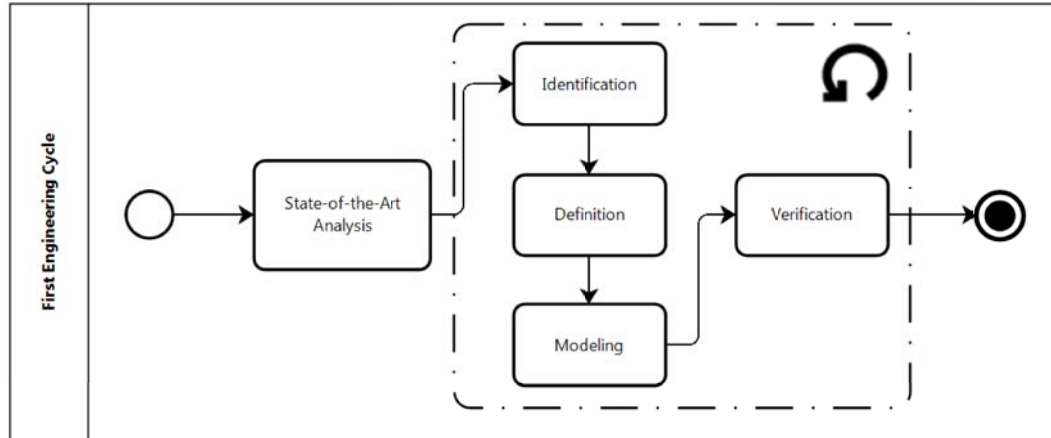 First Engineering Cycle
State-of-the-Art
Analysis
Identification
Definition
Modeling
Verification